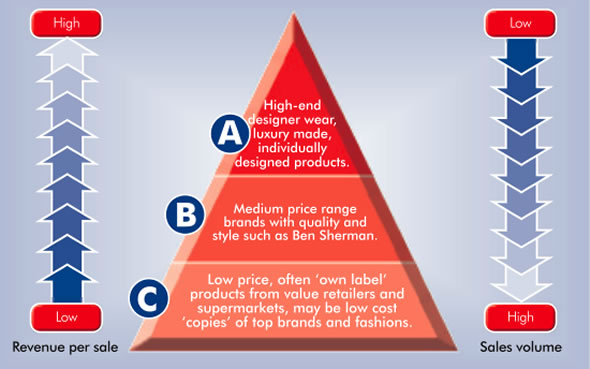 High
Low
A
High-end
designer wear,
luxury made,
individually
designed products.
B
Medium price range
brands with quality and
style such as Ben Sherman.
C
Low price, often ‘own label’
products from value retailers and
supermarkets, may be low cost
‘copies’ of top brands and fashions.
Low
High
Revenue per sale
Sales volume